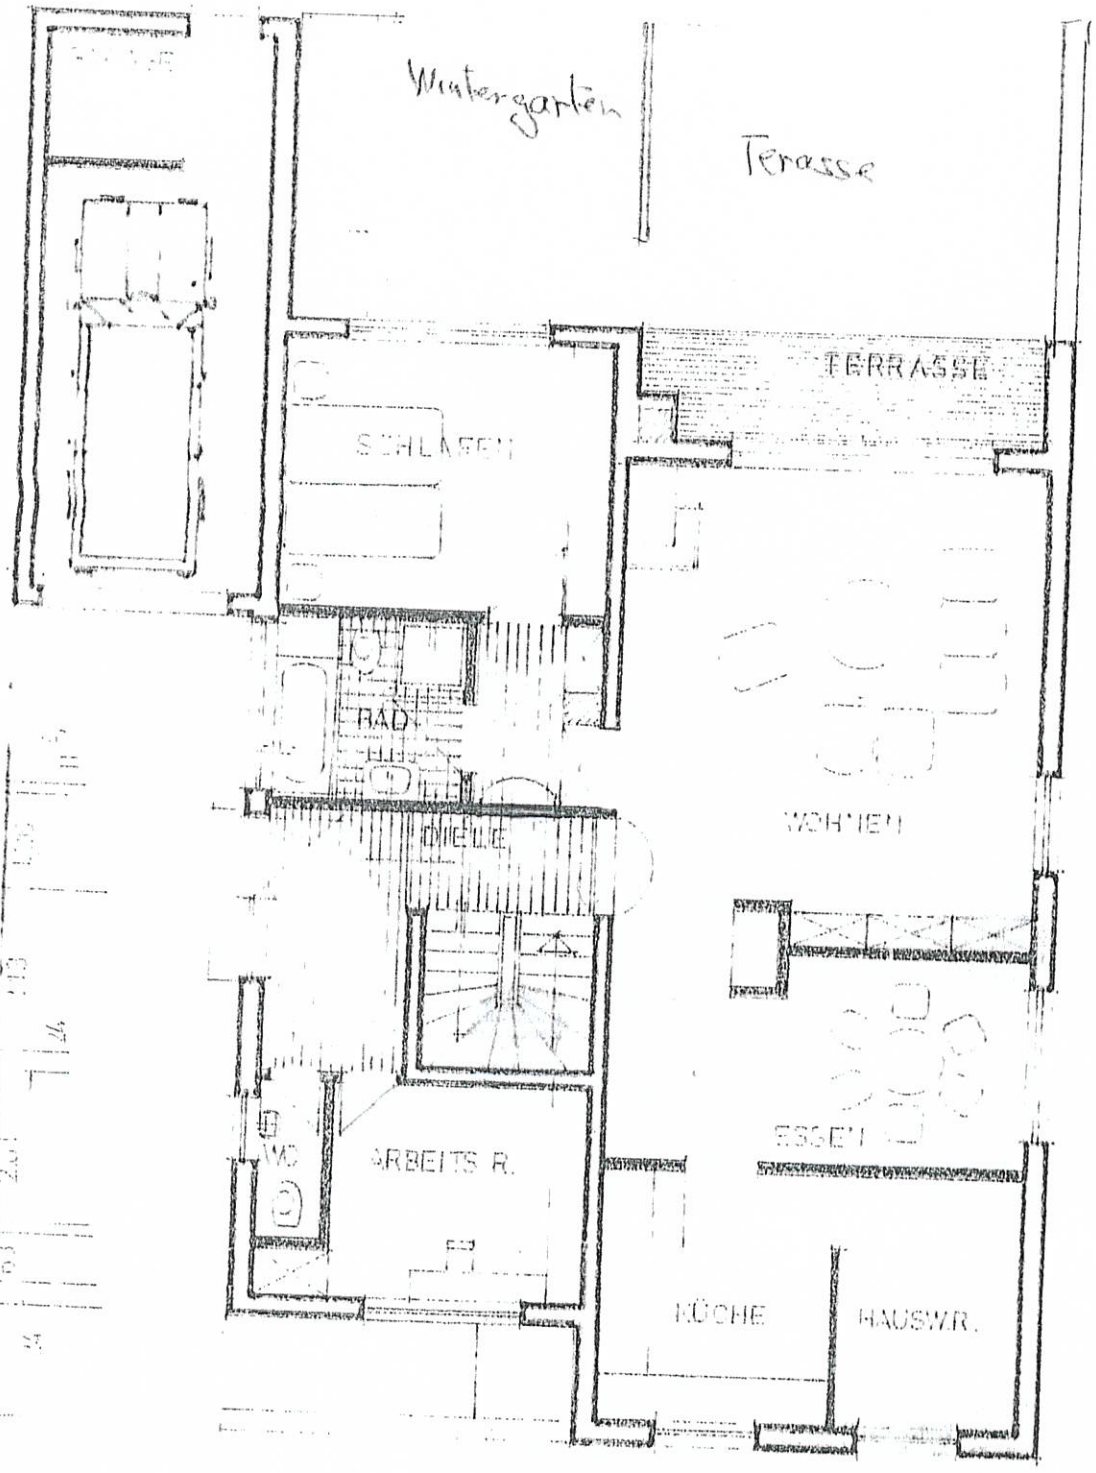 Wintergarten
Terasse
TERRASSE
SCHLAFEN
BAD
DIELE
WOHNEN
ESSEN
WC
ARBEITS R.
KÜCHE
HAUSW.R.